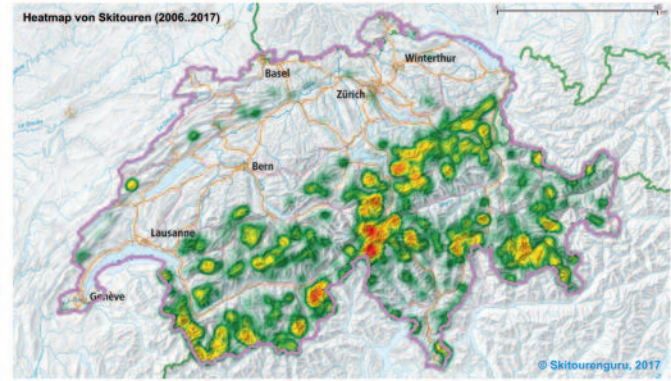 Heatmap von Skitouren (2006..2017)
Basel
Winterthur
Zürich
Bern
Lausanne
Genève
© Skitourenguru, 2017